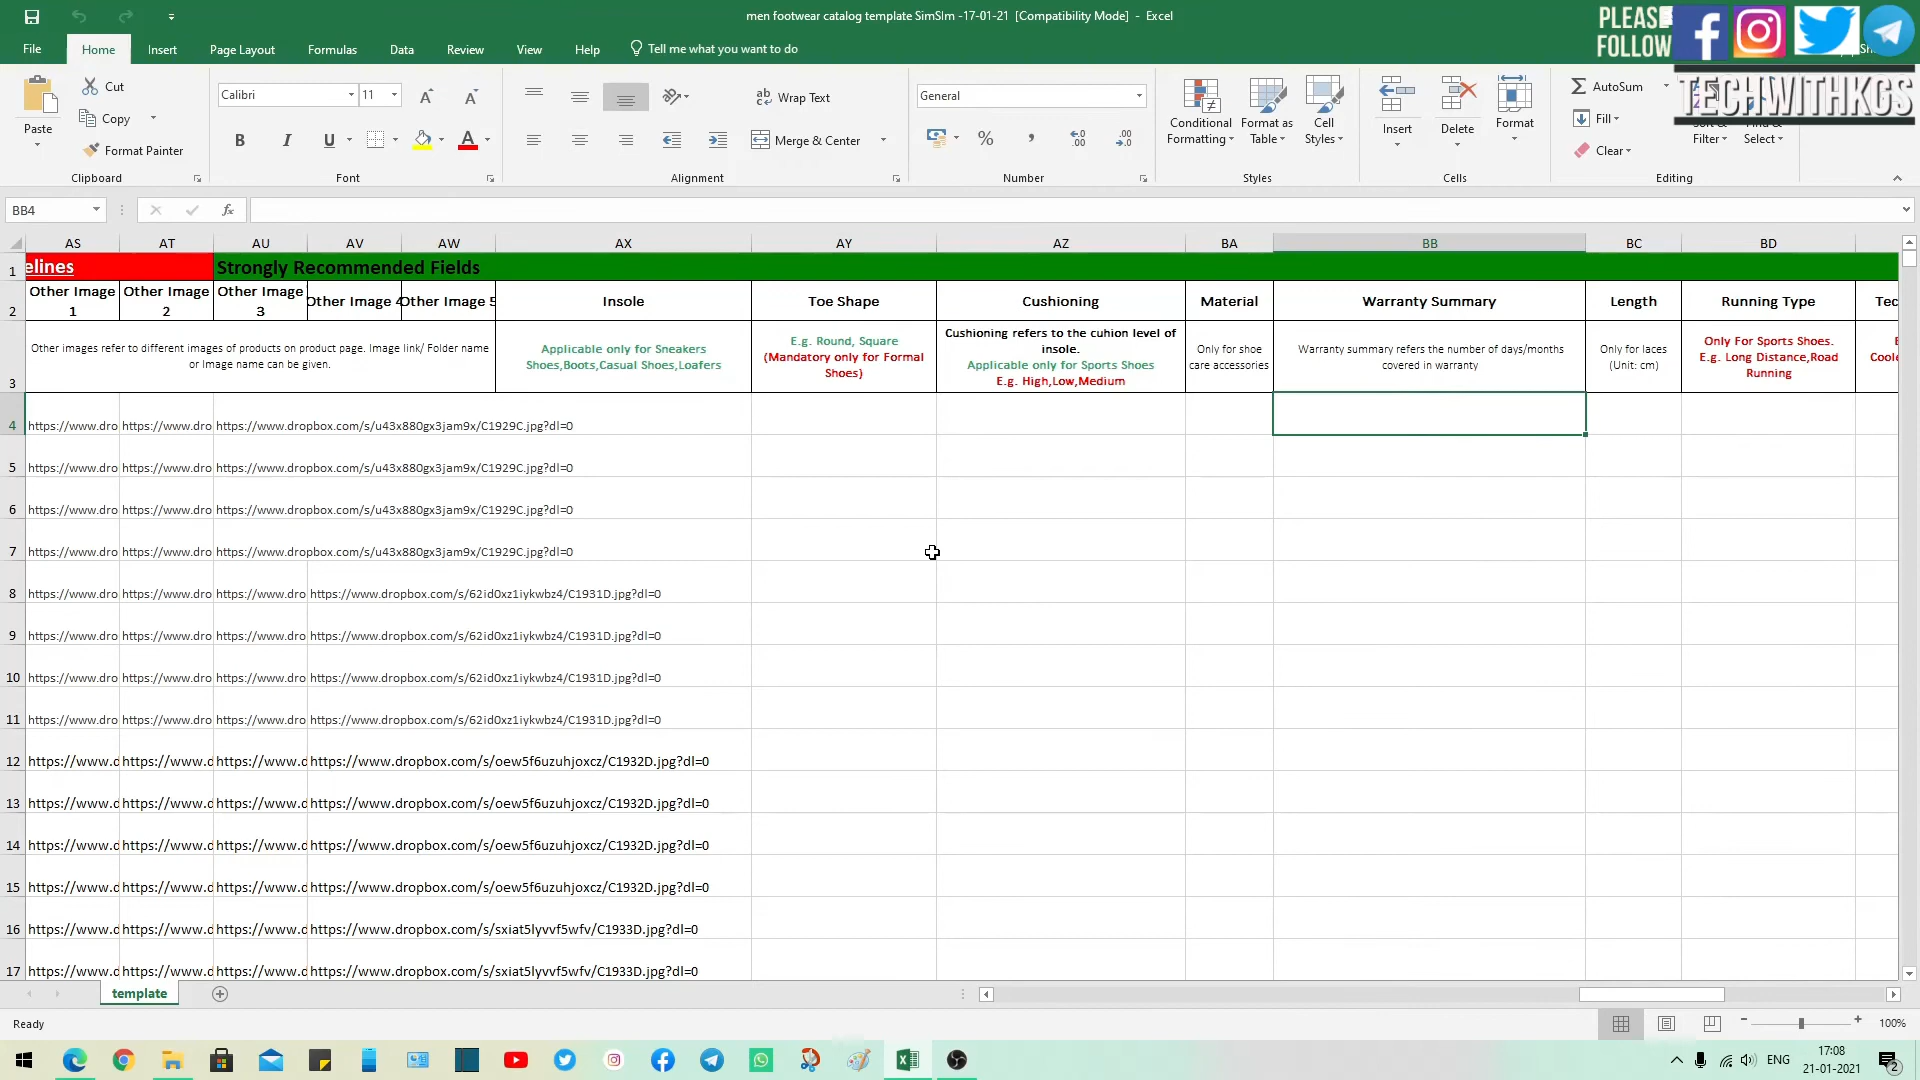 men footwear catalog template SimSIm -17-01-21 [Compatibility Mode] - Excel
PLEASE
FOLLOW
TECHWITHKGS
File Home Insert Page Layout Formulas Data Review View Help Tell me what you want to do
Paste
Cut
Copy
Format Painter
Clipboard
Calibri 11
B I U A
Font
Wrap Text
Merge & Center
Alignment
General
%
Number
Conditional Formatting
Format as Table
Cell Styles
Styles
Insert
Delete
Format
Cells
AutoSum
Fill
Clear
Filter
Select
Editing
BB4 fx
AS AT AU AV AW AX AY AZ BA BB BC BD
1 elines Strongly Recommended Fields
2 Other Image 1 Other Image 2 Other Image 3 Other Image 4 Other Image 5 Insole Toe Shape Cushioning Material Warranty Summary Length Running Type Tec
3 Other images refer to different images of products on product page. Image link/ Folder name
or Image name can be given.
Applicable only for Sneakers
Shoes,Boots,Casual Shoes,Loafers
E.g. Round, Square
(Mandatory only for Formal
Shoes)
Cushioning refers to the cuhion level of
insole.
Applicable only for Sports Shoes
E.g. High,Low,Medium
Only for shoe
care accessories
Warranty summary refers the number of days/months
covered in warranty
Only for laces
(Unit: cm)
Only For Sports Shoes.
E.g. Long Distance,Road
Running
Coole
4 https://www.dro https://www.dro https://www.dropbox.com/s/u43x880gx3jam9x/C1929C.jpg?dl=0
5 https://www.dro https://www.dro https://www.dropbox.com/s/u43x880gx3jam9x/C1929C.jpg?dl=0
6 https://www.dro https://www.dro https://www.dropbox.com/s/u43x880gx3jam9x/C1929C.jpg?dl=0
7 https://www.dro https://www.dro https://www.dropbox.com/s/u43x880gx3jam9x/C1929C.jpg?dl=0
8 https://www.dro https://www.dro https://www.dro https://www.dropbox.com/s/62id0xz1iykwbz4/C1931D.jpg?dl=0
9 https://www.dro https://www.dro https://www.dro https://www.dropbox.com/s/62id0xz1iykwbz4/C1931D.jpg?dl=0
10 https://www.dro https://www.dro https://www.dro https://www.dropbox.com/s/62id0xz1iykwbz4/C1931D.jpg?dl=0
11 https://www.dro https://www.dro https://www.dro https://www.dropbox.com/s/62id0xz1iykwbz4/C1931D.jpg?dl=0
12 https://www.d https://www.d https://www.d https://www.dropbox.com/s/oew5f6uzuhjoxcz/C1932D.jpg?dl=0
13 https://www.d https://www.d https://www.d https://www.dropbox.com/s/oew5f6uzuhjoxcz/C1932D.jpg?dl=0
14 https://www.d https://www.d https://www.d https://www.dropbox.com/s/oew5f6uzuhjoxcz/C1932D.jpg?dl=0
15 https://www.d https://www.d https://www.d https://www.dropbox.com/s/oew5f6uzuhjoxcz/C1932D.jpg?dl=0
16 https://www.d https://www.d https://www.d https://www.dropbox.com/s/sxiat5lyvvf5wfv/C1933D.jpg?dl=0
17 https://www.d https://www.d https://www.d https://www.dropbox.com/s/sxiat5lyvvf5wfv/C1933D.jpg?dl=0
template
Ready 100%
ENG
17:08
21-01-2021
2